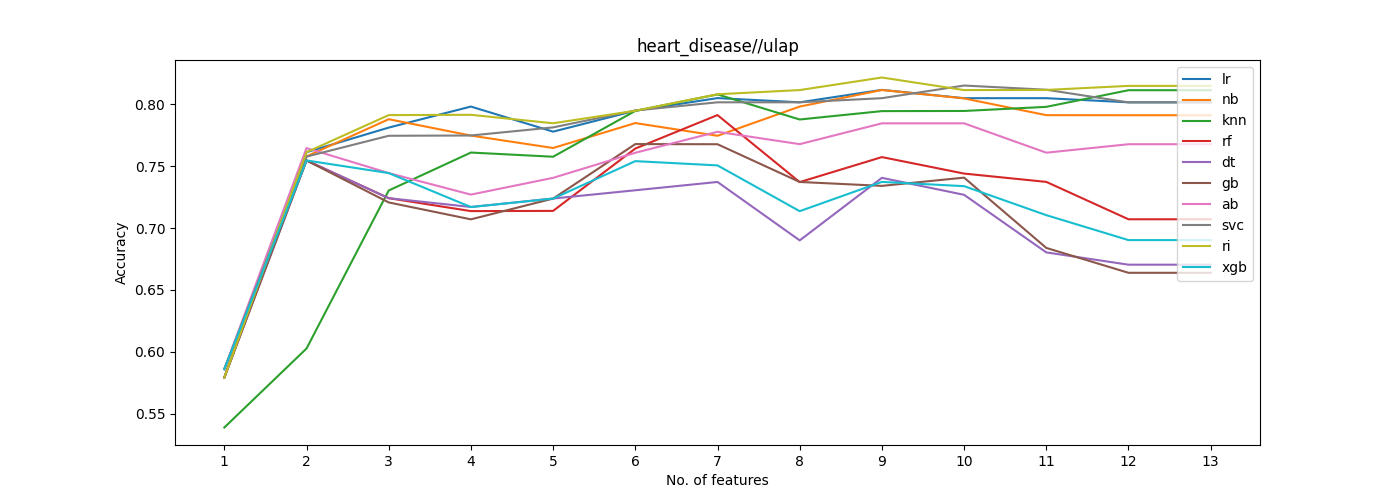 heart_disease//ulap
Accuracy
0.80
0.75
0.70
0.65
0.60
0.55
lr
nb
knn
rf
dt
gb
ab
svc
ri
xgb
1 2 3 4 5 6 7 8 9 10 11 12 13
No. of features